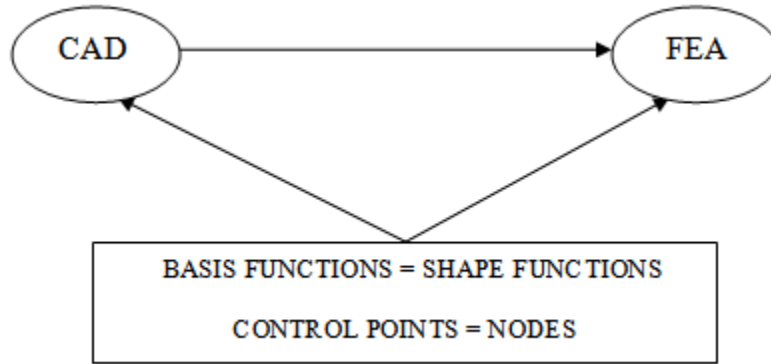 CAD
FEA
BASIS FUNCTIONS = SHAPE FUNCTIONS
CONTROL POINTS = NODES